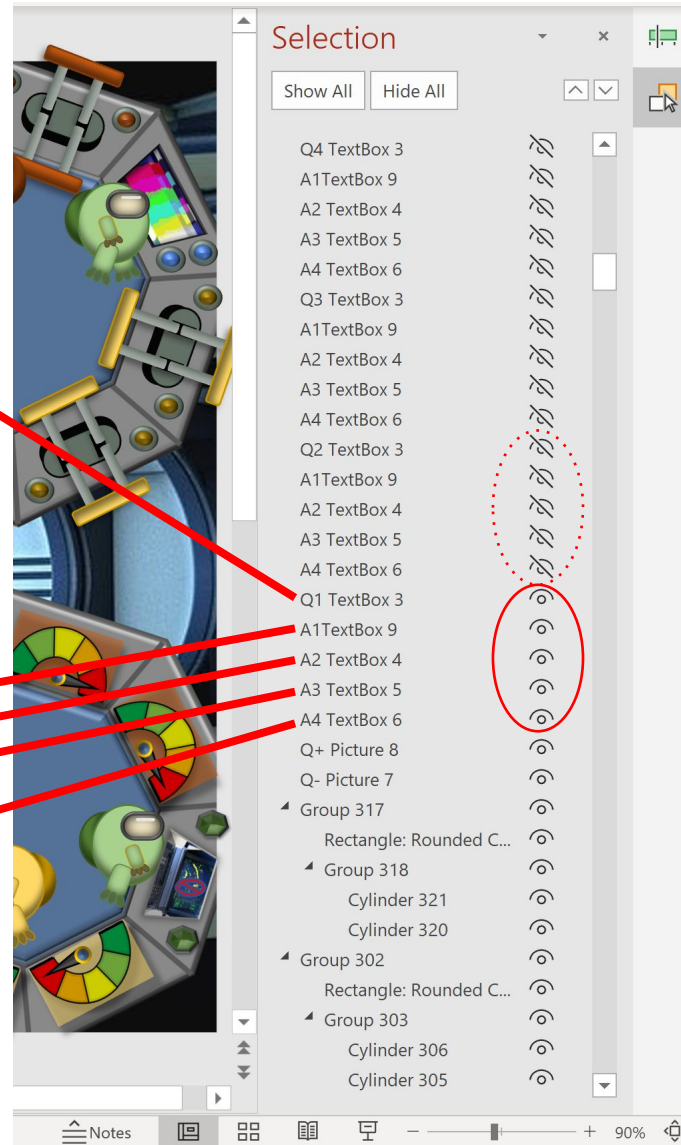 Selection
Show All Hide All
Q4 TextBox 3
A1TextBox 9
A2 TextBox 4
A3 TextBox 5
A4 TextBox 6
Q3 TextBox 3
A1TextBox 9
A2 TextBox 4
A3 TextBox 5
A4 TextBox 6
Q2 TextBox 3
A1TextBox 9
A2 TextBox 4
A3 TextBox 5
A4 TextBox 6
Q1 TextBox 3
A1TextBox 9
A2 TextBox 4
A3 TextBox 5
A4 TextBox 6
Q+ Picture 8
Q- Picture 7
Group 317
Rectangle: Rounded C...
Group 318
Cylinder 321
Cylinder 320
Group 302
Rectangle: Rounded C...
Group 303
Cylinder 306
Cylinder 305
Notes 90%